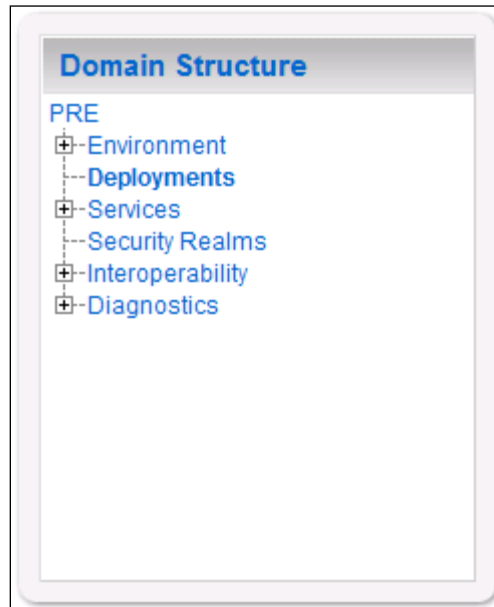 Domain Structure
PRE
Environment
Deployments
Services
Security Realms
Interoperability
Diagnostics